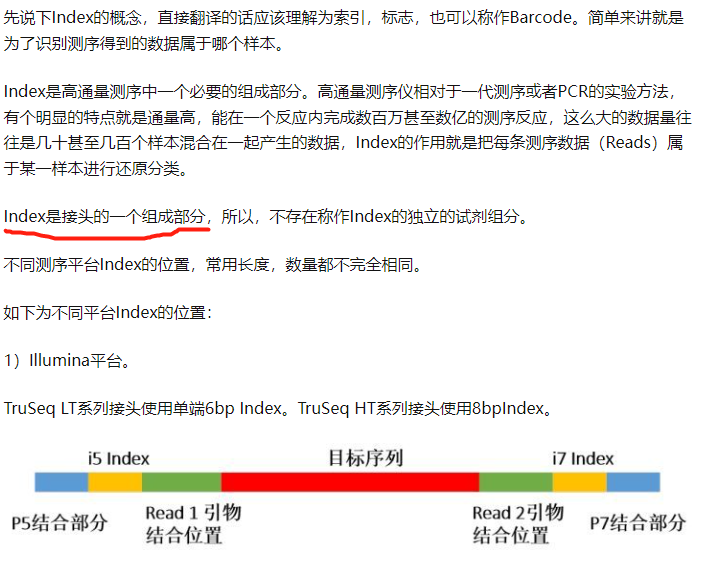 先说下Index的概念，直接翻译的话应该理解为索引，标志，也可以称作Barcode。简单来讲就是
为了识别测序得到的数据属于哪个样本。
Index是高通量测序中一个必要的组成部分。高通量测序仪相对于一代测序或者PCR的实验方法，
有个明显的特点就是通量高，能在一个反应内完成数百万甚至数亿的测序反应，这么大的数据量往
往是几十甚至几百个样本混合在一起产生的数据，Index的作用就是把每条测序数据（Reads）属
于某一样本进行还原分类。
Index是接头的一个组成部分，所以，不存在称作Index的独立的试剂组分。
不同测序平台Index的位置，常用长度，数量都不完全相同。
如下为不同平台Index的位置：
1）Illumina平台。
TruSeq LT系列接头使用单端6bp Index。TruSeq HT系列接头使用8bpIndex。
i5 Index 目标序列 i7 Index
P5结合部分 Read 1 引物 Read 2引物 P7结合部分
结合位置 结合位置